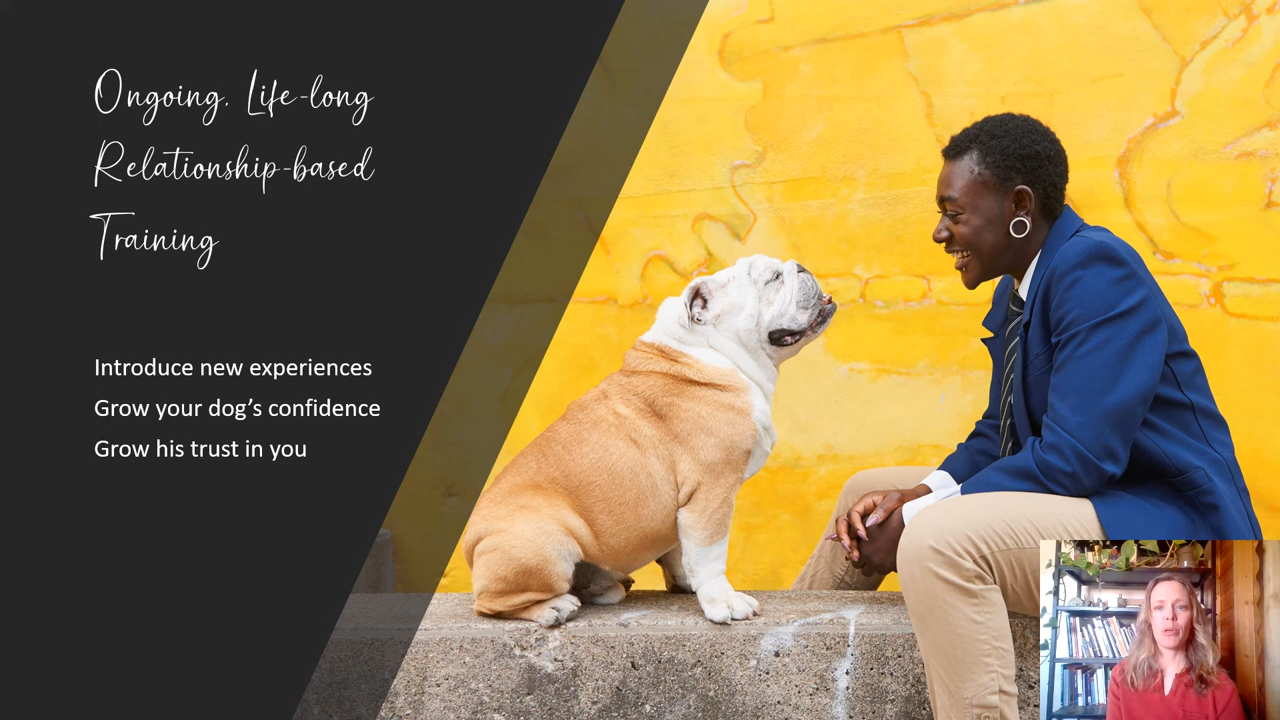 Ongoing, Life-long
Relationship-based
Training
Introduce new experiences
Grow your dog's confidence
Grow his trust in you